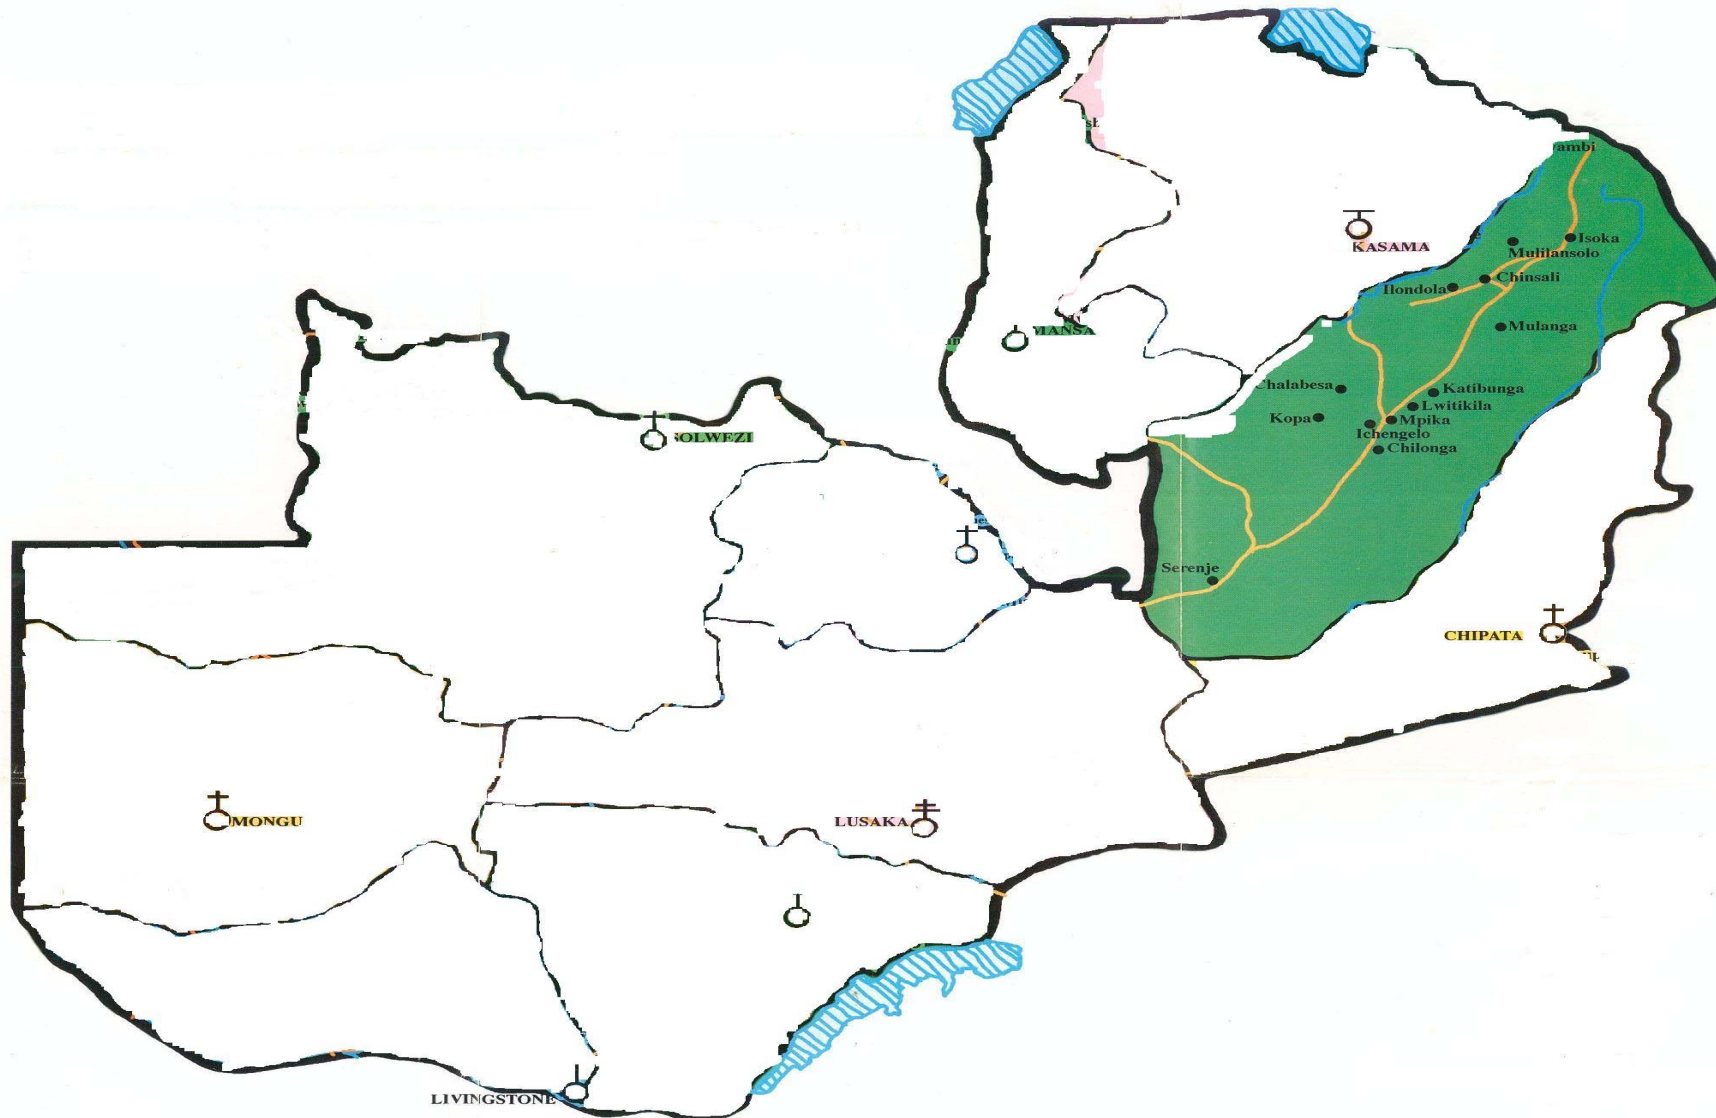 ambi
Isoka
KASAMA
Mulilansolo
Chinsali
Ilondola
Mulanga
MANSA
Chalabesa
Katibunga
Lwitikila
Kopa
Mpika
Ichengelo
Chilonga
SOLWEZI
Serenje
CHIPATA
MONGU
LUSAKA
LIVINGSTONE